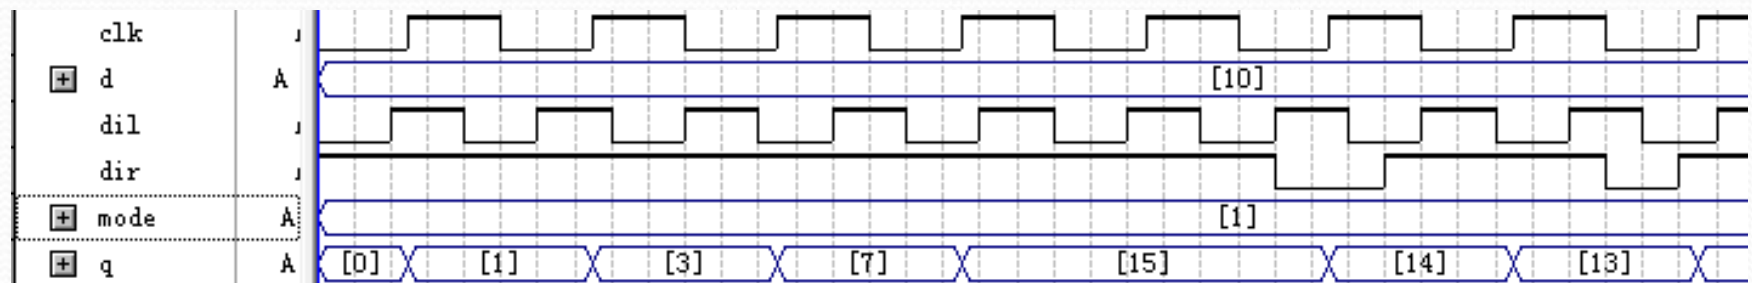 clk
+ d A [10]
dil
dir
+ mode A [1]
+ q A [0] [1] [3] [7] [15] [14] [13]